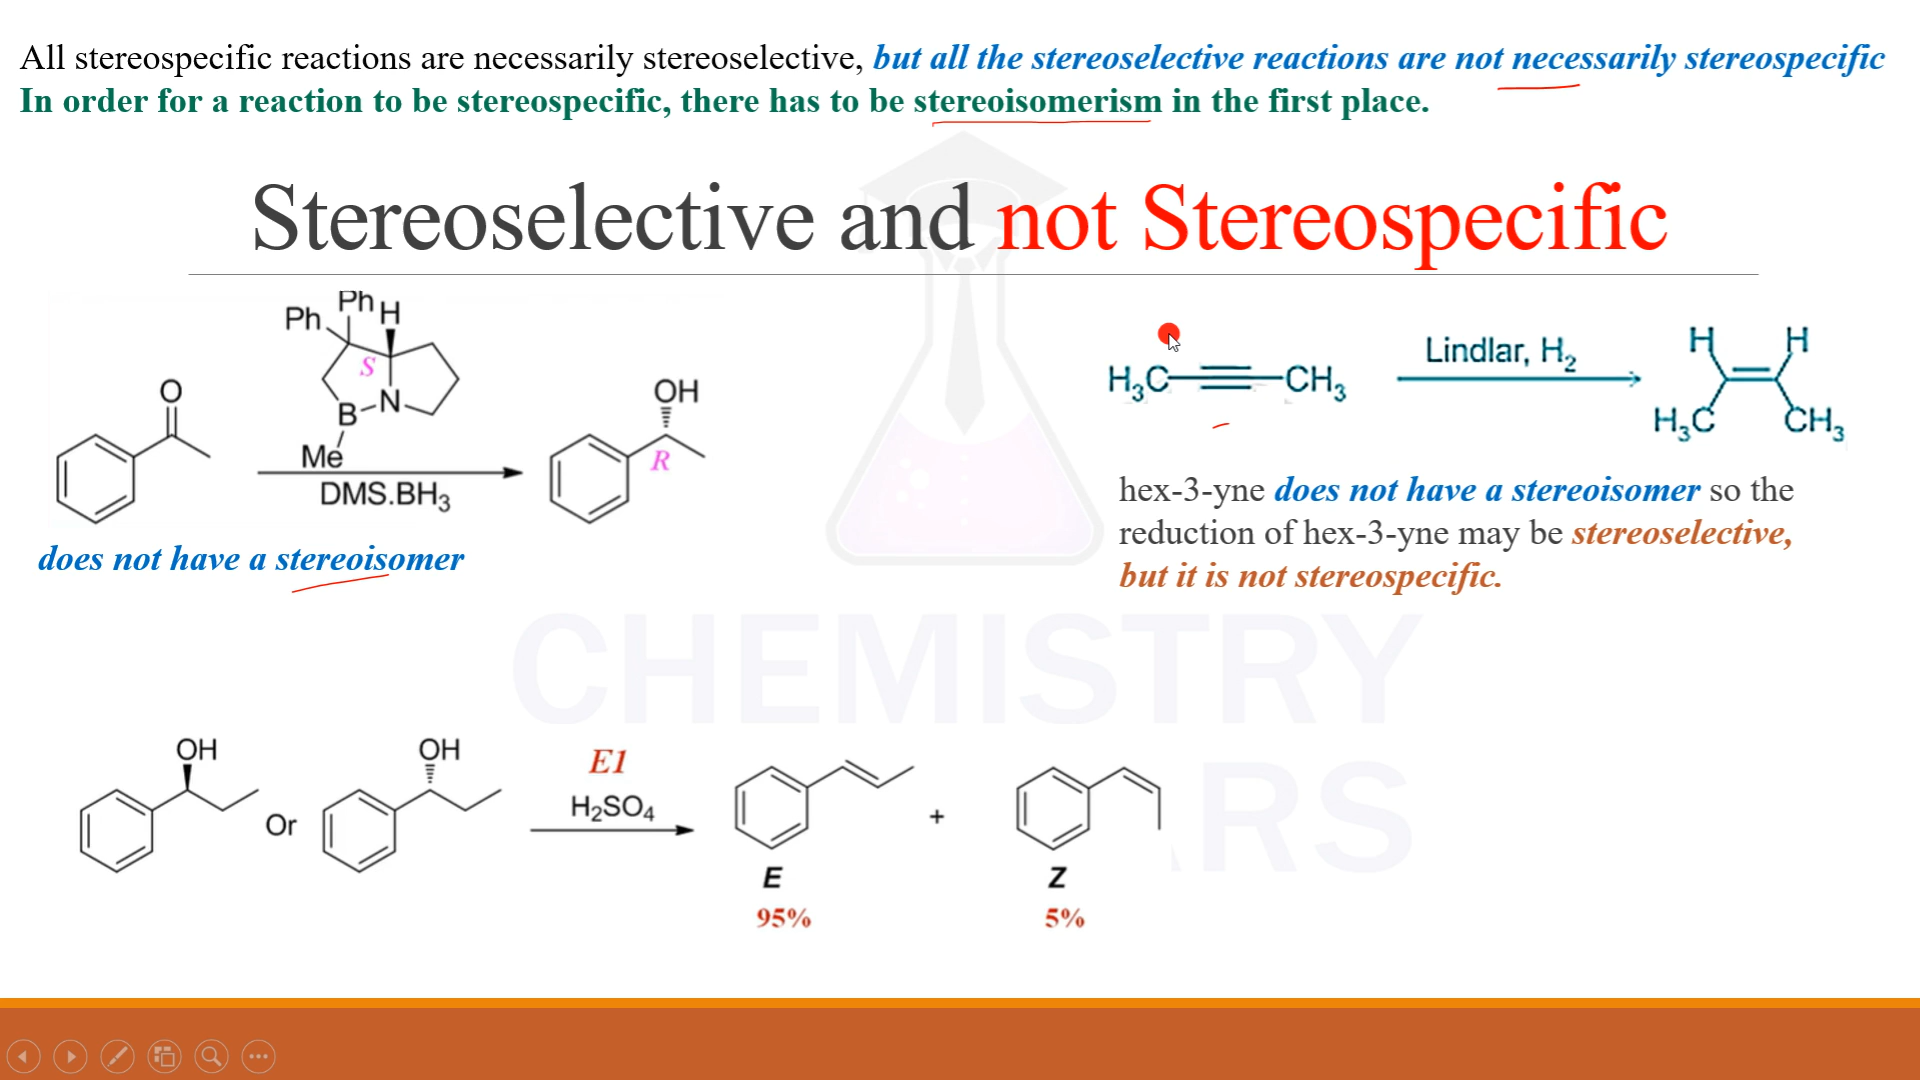 All stereospecific reactions are necessarily stereoselective, but all the stereoselective reactions are not necessarily stereospecific
In order for a reaction to be stereospecific, there has to be stereoisomerism in the first place.
Stereoselective and not Stereospecific
Ph
Ph
H
S
O
B
N
Me
DMS.BH3
OH
R
does not have a stereoisomer
H3C
CH3
Lindlar, H2
H
H
H3C
CH3
hex-3-yne does not have a stereoisomer so the
reduction of hex-3-yne may be stereoselective,
but it is not stereospecific.
CHEMISTRY
ARS
OH
Or
OH
E1
H2SO4
+
E
Z
95%
5%